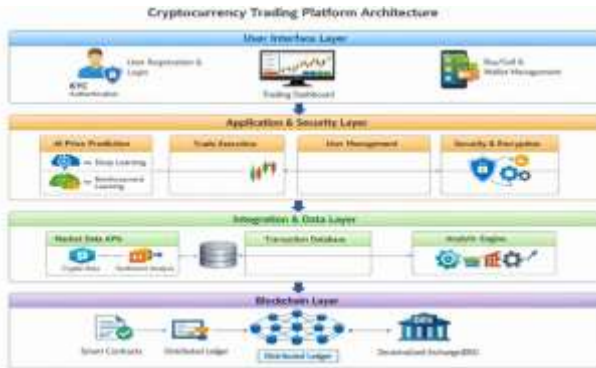 Cryptocurrency Trading Platform Architecture
User Interface Layer
User Registration &
Login
KYC
Authentication
Trading Dashboard
Buy/Sell &
Wallet Management
Application & Security Layer
AI Price Prediction
Deep Learning
Reinforcement
Learning
Trade Execution
User Management
Security & Encryption
Integration & Data Layer
Market Data APIs
Crypto Data
Sentiment Analysis
Transaction Database
Analytic Engine
Blockchain Layer
Smart Contracts
Distributed Ledger
Distributed Ledger
Decentralized Exchange